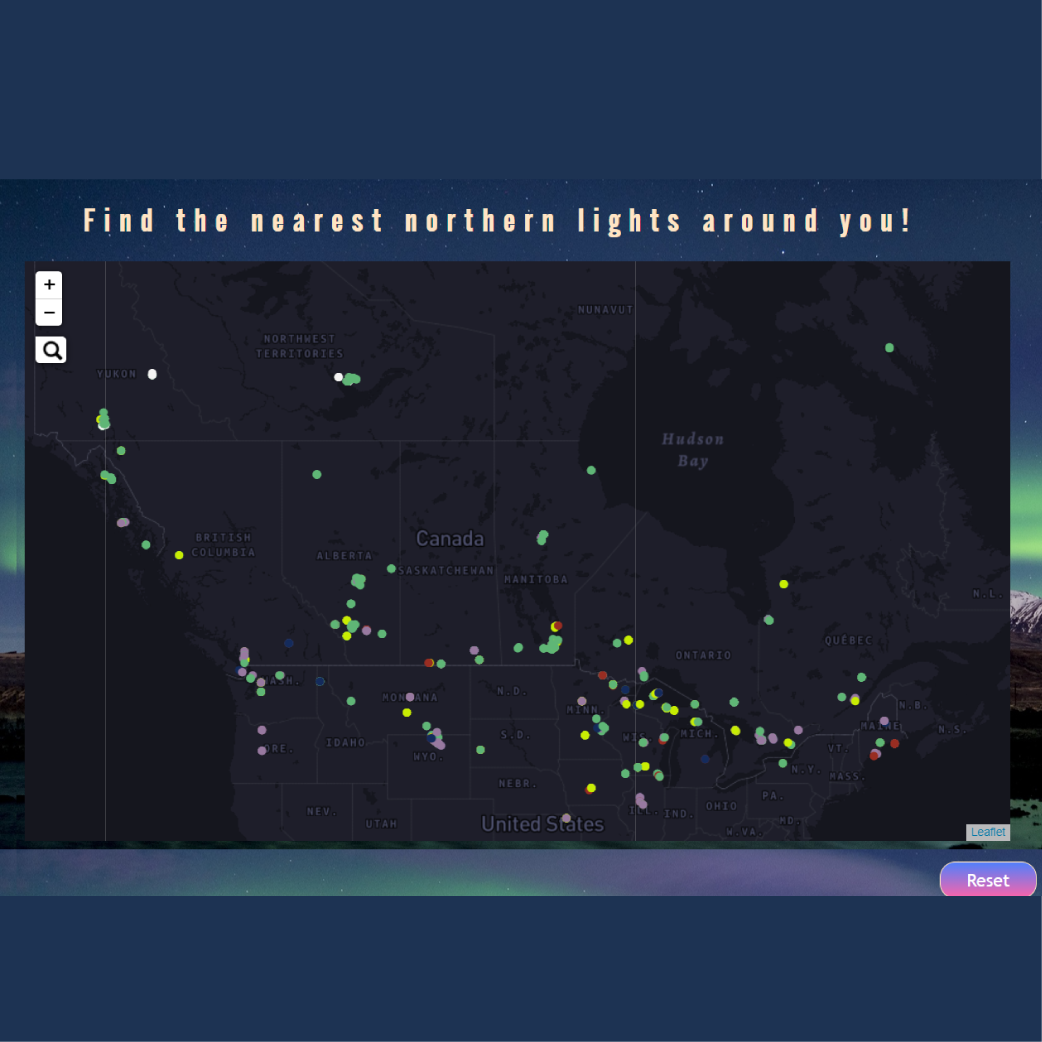 Find the nearest northern lights around you!
+
−
NUNAVUT
NORTHWEST
TERRITORIES
YUKON
Hudson
Bay
BRITISH
COLUMBIA
Canada
ALBERTA
SASKATCHEWAN
MANITOBA
N.L.
QUÉBEC
ONTARIO
WASH.
MONTANA
N.D.
MINN.
N.B.
MAINE
N.S.
ORE.
IDAHO
WYO.
S.D.
WIS.
MICH.
VT.
N.Y.
MASS.
NEBR.
PA.
NEV.
UTAH
United States
ILL.
IND.
OHIO
MD.
W.VA.
Leaflet
Reset